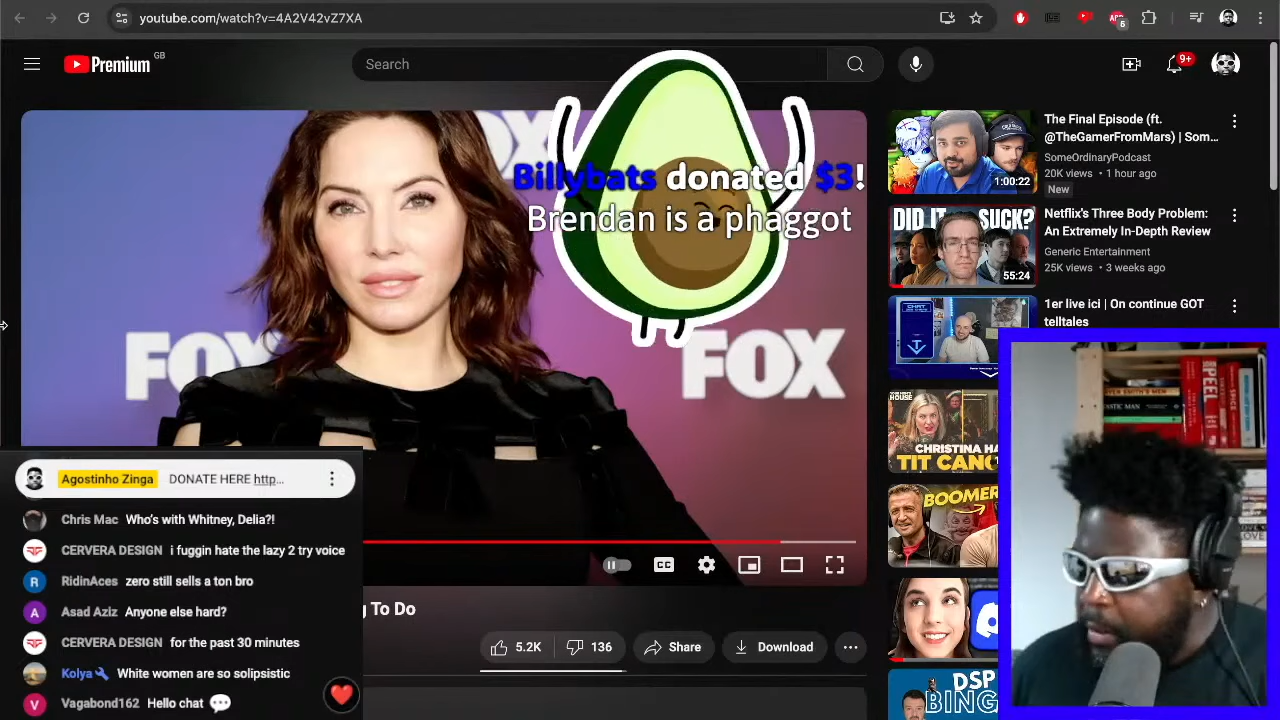 youtube.com/watch?v=4A2V42vZ7XA
Premium
GB
Search
9+
FOX
FOX
Billybats donated $3!
Brendan is a phaggot
To Do
5.2K
136
Share
Download
Agostinho Zinga DONATE HERE http...
Chris Mac Who's with Whitney, Delia?!
CERVERA DESIGN i fuggin hate the lazy 2 try voice
RidinAces zero still sells a ton bro
Asad Aziz Anyone else hard?
CERVERA DESIGN for the past 30 minutes
Kolya White women are so solipsistic
Vagabond162 Hello chat
The Final Episode (ft.
@TheGamerFromMars) | Som...
SomeOrdinaryPodcast
20K views • 1 hour ago
New
1:00:22
DID IT SUCK?
55:24
Netflix's Three Body Problem:
An Extremely In-Depth Review
Generic Entertainment
25K views • 3 weeks ago
1er live ici | On continue GOT
telltales
CHRISTINA HA
TIT CANC
BOOMER
DSP
BING